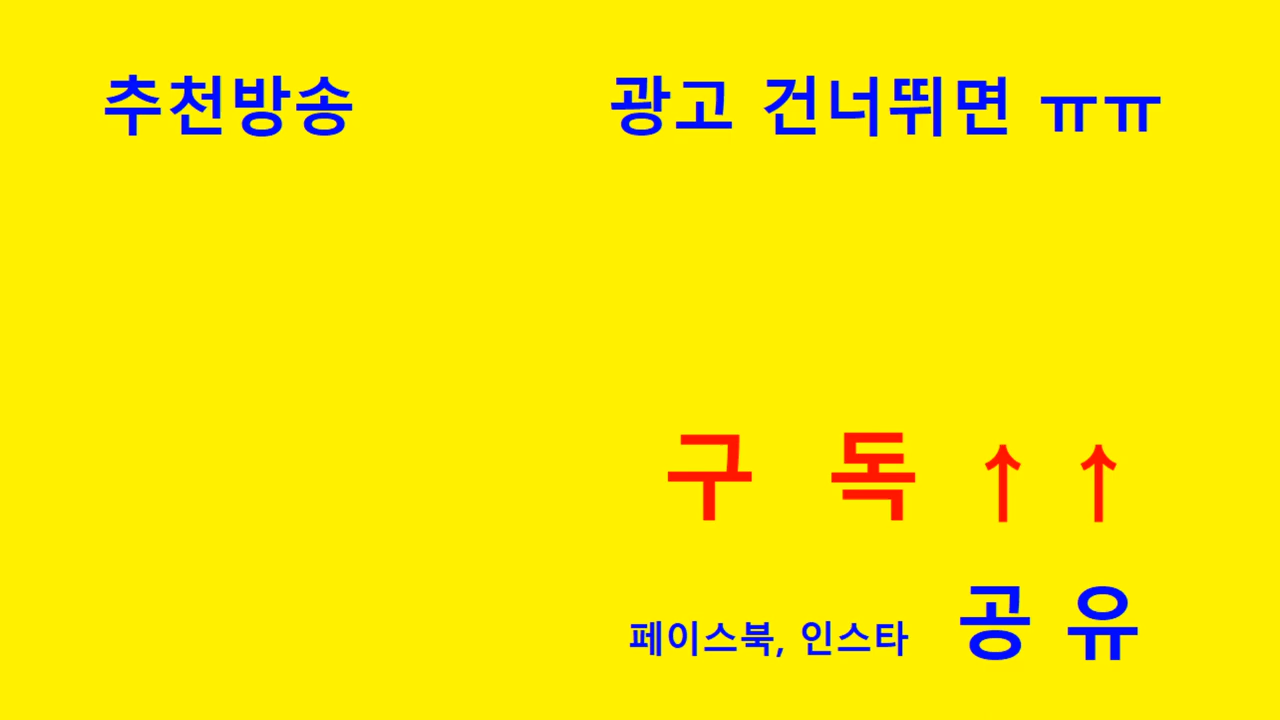 추천방송
광고 건너뛰면 ㅠㅠ
구 독 ↑ ↑
페이스북, 인스타 공 유